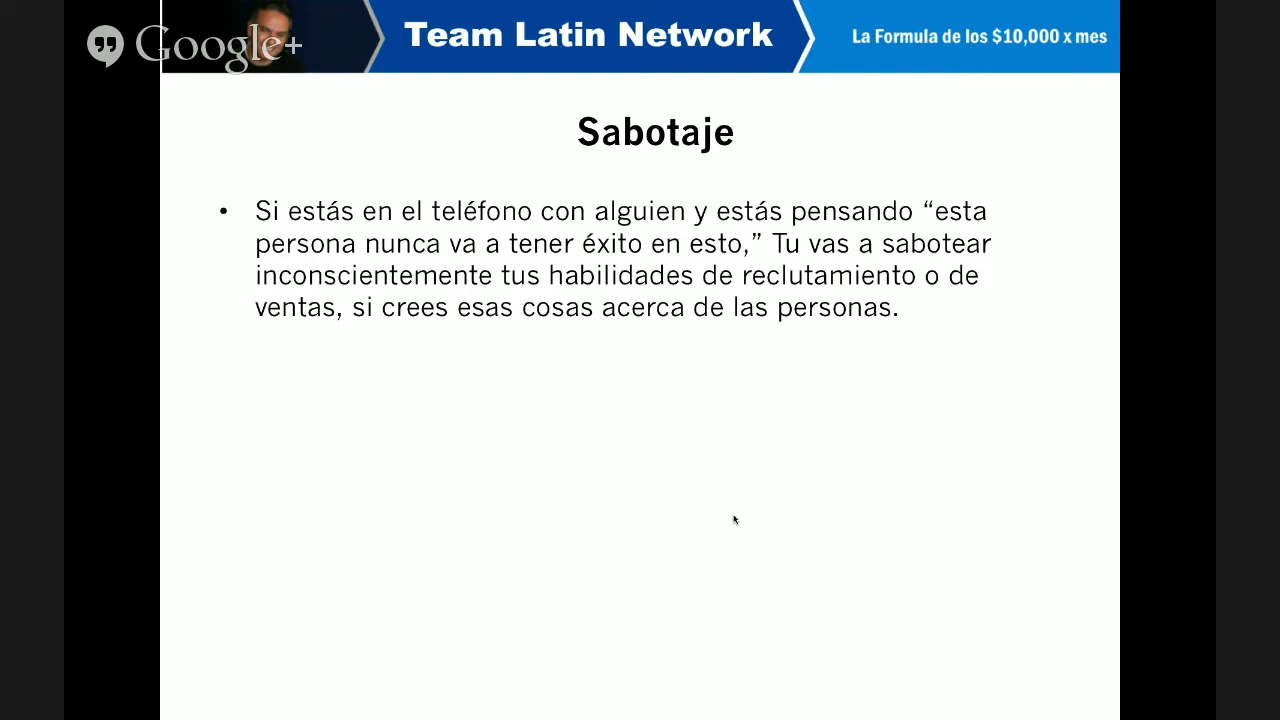 Google+
Team Latin Network
La Formula de los $10,000 x mes
Sabotaje
• Si estás en el teléfono con alguien y estás pensando “esta
persona nunca va a tener éxito en esto,” Tu vas a sabotear
inconscientemente tus habilidades de reclutamiento o de
ventas, si crees esas cosas acerca de las personas.